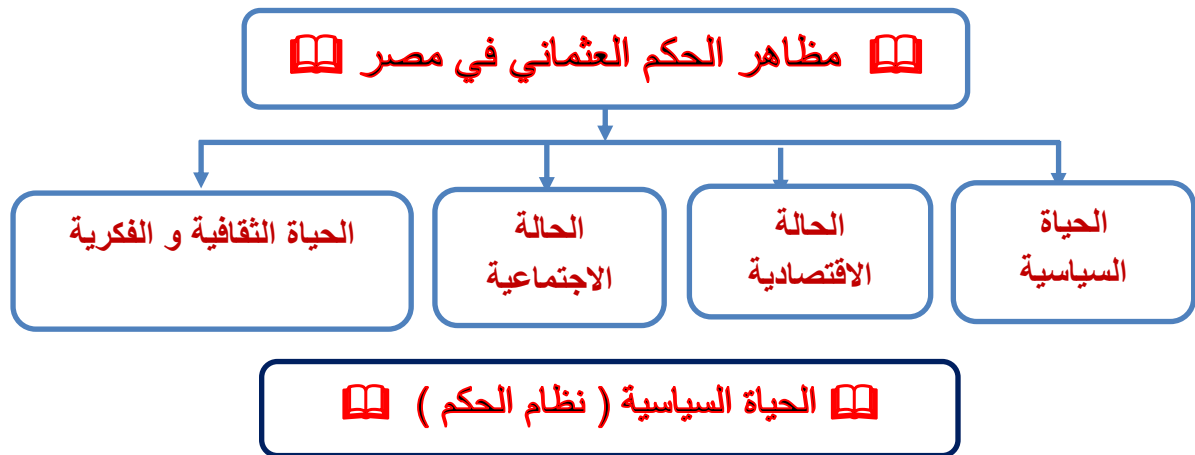 🕮 مظاهر الحكم العثماني في مصر 🕮
الحياة
السياسية
الحالة
الاقتصادية
الحالة
الاجتماعية
الحياة الثقافية و الفكرية
🕮 الحياة السياسية ( نظام الحكم ) 🕮